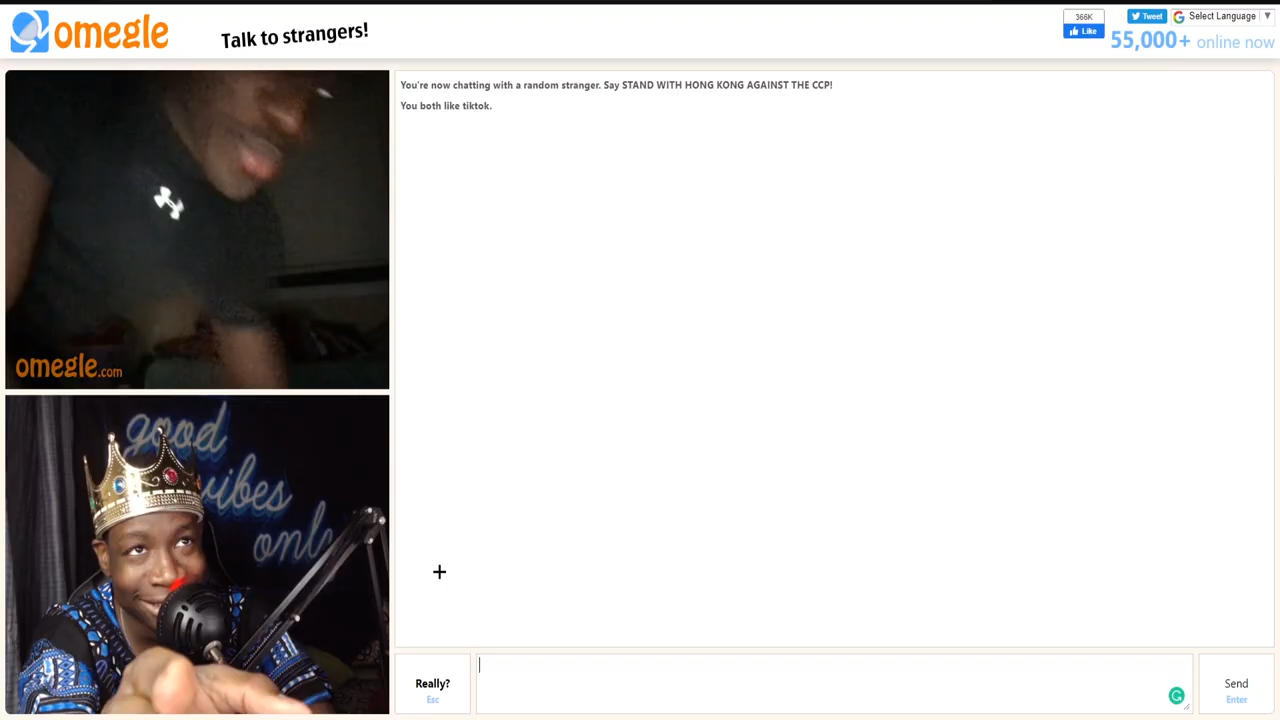 omegle
Talk to strangers!
366K
Like
Tweet
Select Language
55,000+ online now
You're now chatting with a random stranger. Say STAND WITH HONG KONG AGAINST THE CCP!
You both like tiktok.
omegle.com
good
vibes
onl
Really?
Esc
Send
Enter